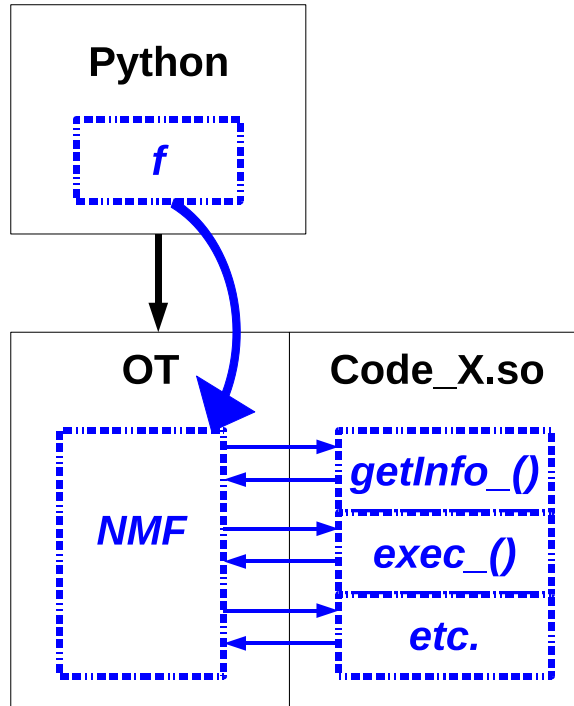 Python
f
OT
Code_X.so
NMF
getInfo_()
exec_()
etc.